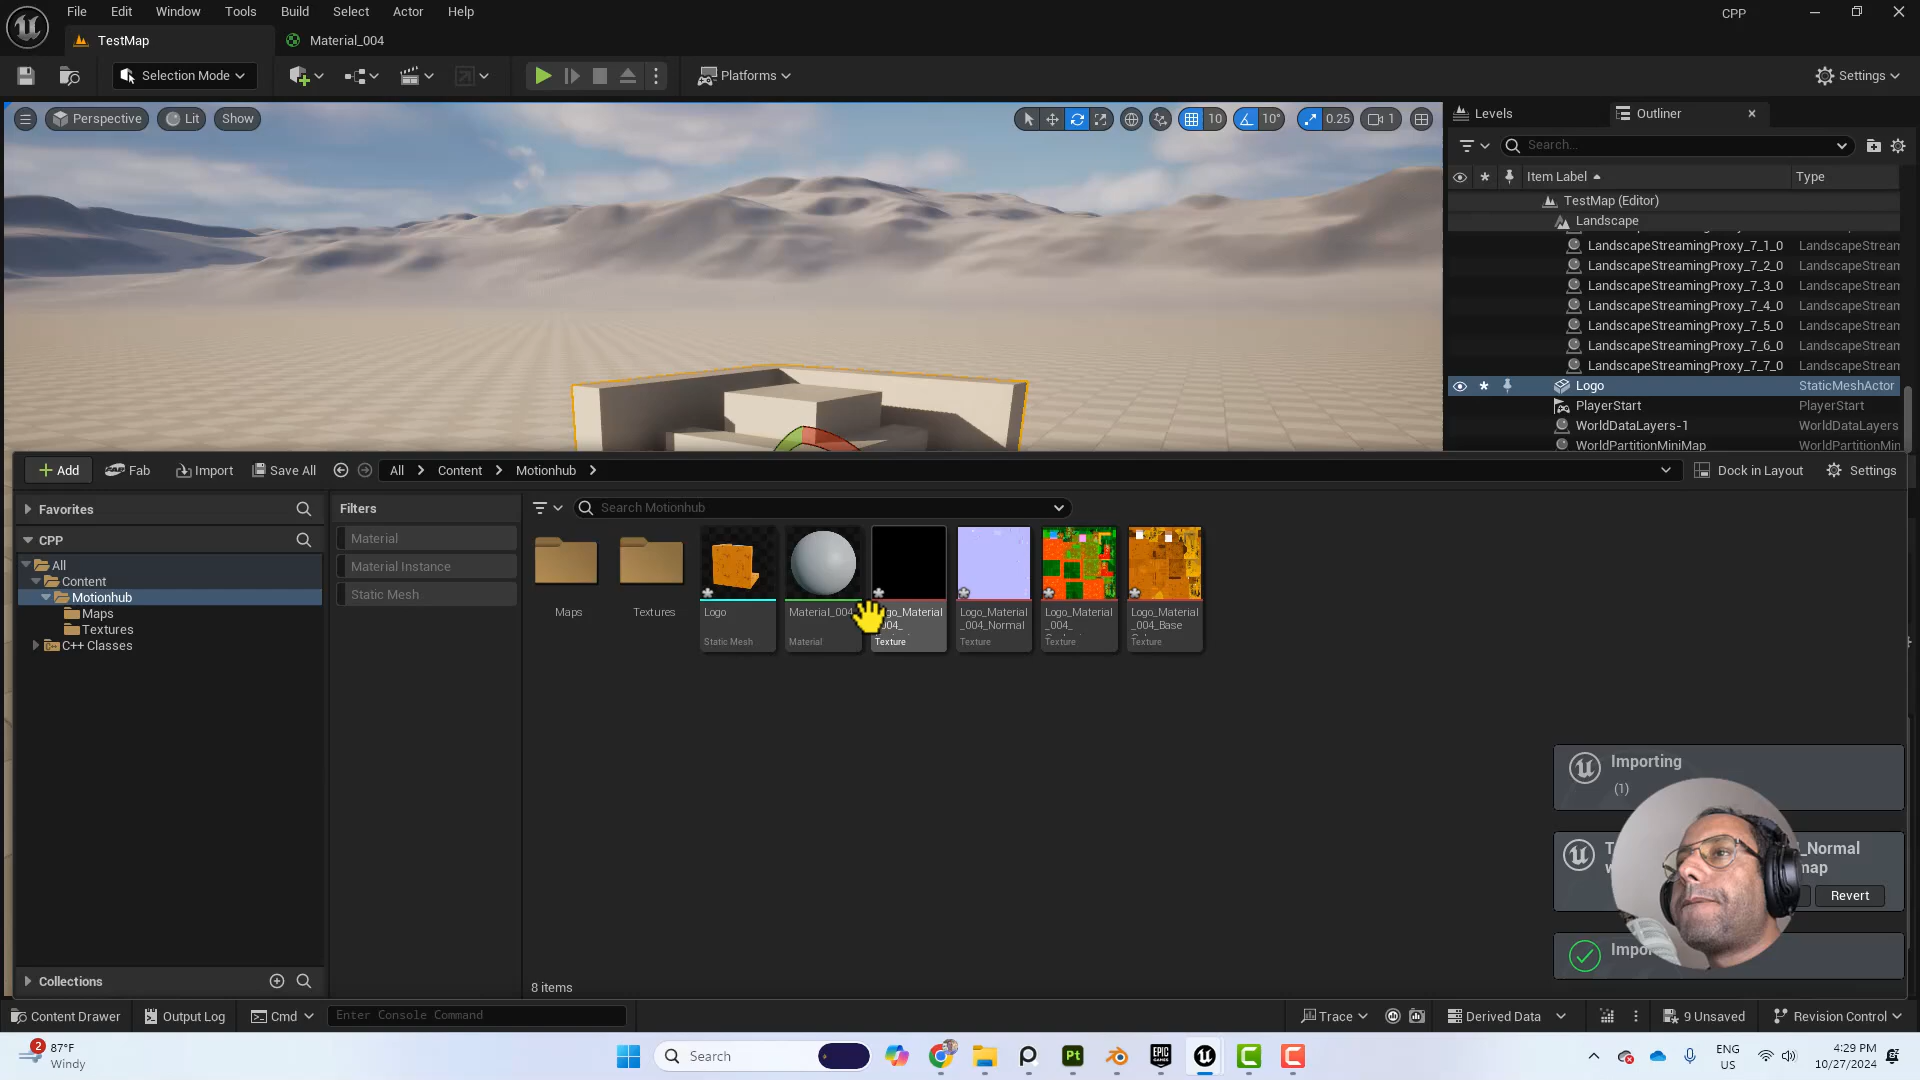 File Edit Window Tools Build Select Actor Help
CPP
TestMap
Material_004
Selection Mode
Platforms
Settings
Perspective
Lit
Show
10
10°
0.25
1
Levels
Outliner
Search...
Item Label
Type
TestMap (Editor)
Landscape
LandscapeStreamingProxy_7_1_0 LandscapeStrean
LandscapeStreamingProxy_7_2_0 LandscapeStrean
LandscapeStreamingProxy_7_3_0 LandscapeStrean
LandscapeStreamingProxy_7_4_0 LandscapeStrean
LandscapeStreamingProxy_7_5_0 LandscapeStrean
LandscapeStreamingProxy_7_6_0 LandscapeStrean
LandscapeStreamingProxy_7_7_0 LandscapeStrean
Logo StaticMeshActor
PlayerStart PlayerStart
WorldDataLayers-1 WorldDataLayers
WorldPartitionMiniMap WorldPartitionMin
Add
Fab
Import
Save All
All
Content
Motionhub
Dock in Layout
Settings
Favorites
CPP
All
Content
Motionhub
Maps
Textures
C++ Classes
Collections
Filters
Material
Material Instance
Static Mesh
Search Motionhub
Maps
Textures
Logo
Static Mesh
Material_004
Material
Logo_Material
_004_
Texture
Logo_Material
_004_Normal
Texture
Logo_Material
_004_
Texture
Logo_Material
_004_Base
Texture
8 items
Importing
(1)
_Normal
map
Revert
Content Drawer
Output Log
Cmd
Enter Console Command
Trace
Derived Data
9 Unsaved
Revision Control
2
87°F
Windy
Search
Pt
EPIC
GAMES
ENG
US
4:29 PM
10/27/2024